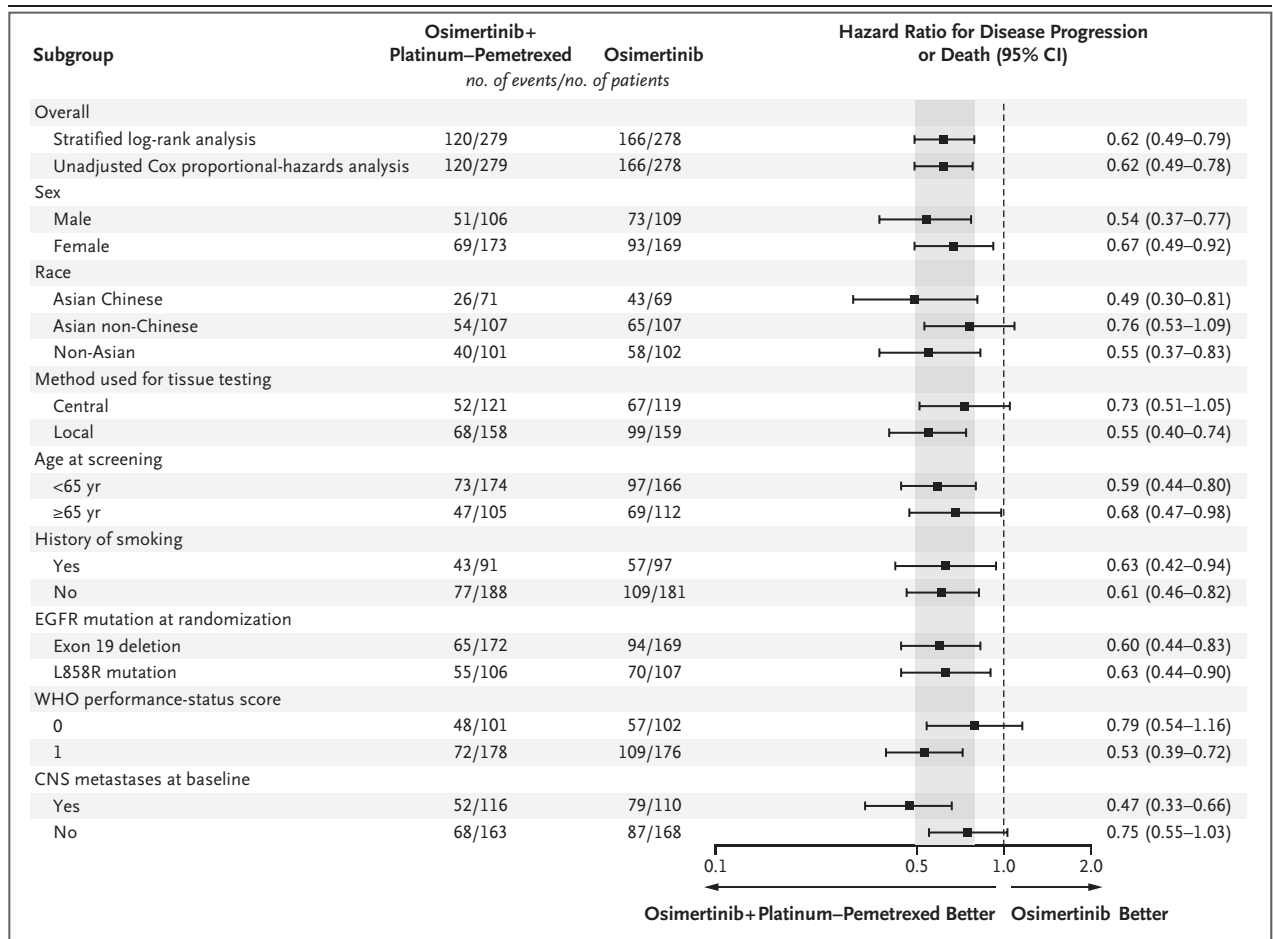 Subgroup Osimertinib+ Platinum–Pemetrexed Osimertinib Hazard Ratio for Disease Progression or Death (95% CI)
no. of events/no. of patients
Overall
Stratified log-rank analysis 120/279 166/278 0.62 (0.49–0.79)
Unadjusted Cox proportional-hazards analysis 120/279 166/278 0.62 (0.49–0.78)
Sex
Male 51/106 73/109 0.54 (0.37–0.77)
Female 69/173 93/169 0.67 (0.49–0.92)
Race
Asian Chinese 26/71 43/69 0.49 (0.30–0.81)
Asian non-Chinese 54/107 65/107 0.76 (0.53–1.09)
Non-Asian 40/101 58/102 0.55 (0.37–0.83)
Method used for tissue testing
Central 52/121 67/119 0.73 (0.51–1.05)
Local 68/158 99/159 0.55 (0.40–0.74)
Age at screening
<65 yr 73/174 97/166 0.59 (0.44–0.80)
≥65 yr 47/105 69/112 0.68 (0.47–0.98)
History of smoking
Yes 43/91 57/97 0.63 (0.42–0.94)
No 77/188 109/181 0.61 (0.46–0.82)
EGFR mutation at randomization
Exon 19 deletion 65/172 94/169 0.60 (0.44–0.83)
L858R mutation 55/106 70/107 0.63 (0.44–0.90)
WHO performance-status score
0 48/101 57/102 0.79 (0.54–1.16)
1 72/178 109/176 0.53 (0.39–0.72)
CNS metastases at baseline
Yes 52/116 79/110 0.47 (0.33–0.66)
No 68/163 87/168 0.75 (0.55–1.03)
0.1 0.5 1.0 2.0
Osimertinib+Platinum–Pemetrexed Better Osimertinib Better